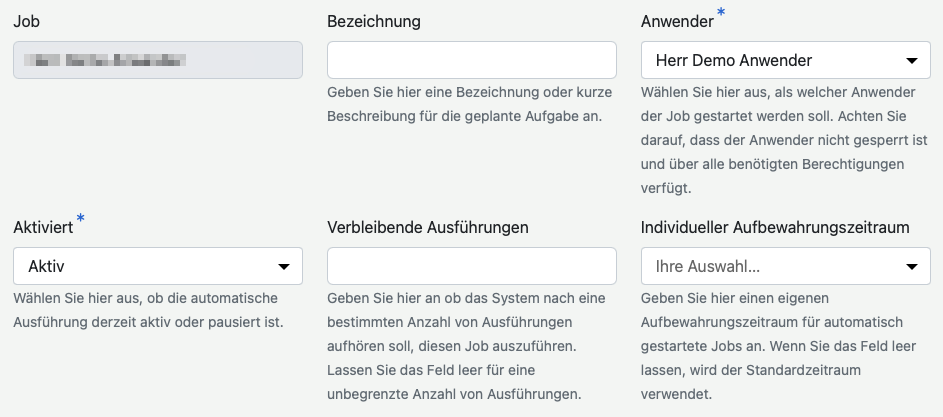 Job
Bezeichnung
Anwender *
Herr Demo Anwender
Geben Sie hier eine Bezeichnung oder kurze
Beschreibung für die geplante Aufgabe an.
Wählen Sie hier aus, als welcher Anwender
der Job gestartet werden soll. Achten Sie
darauf, dass der Anwender nicht gesperrt ist
und über alle benötigten Berechtigungen
verfügt.
Aktiviert *
Verbleibende Ausführungen
Individueller Aufbewahrungszeitraum
Aktiv
Ihre Auswahl...
Wählen Sie hier aus, ob die automatische
Ausführung derzeit aktiv oder pausiert ist.
Geben Sie hier an ob das System nach eine
bestimmten Anzahl von Ausführungen
aufhören soll, diesen Job auszuführen.
Lassen Sie das Feld leer für eine
unbegrenzte Anzahl von Ausführungen.
Geben Sie hier einen eigenen
Aufbewahrungszeitraum für automatisch
gestartete Jobs an. Wenn Sie das Feld leer
lassen, wird der Standardzeitraum
verwendet.